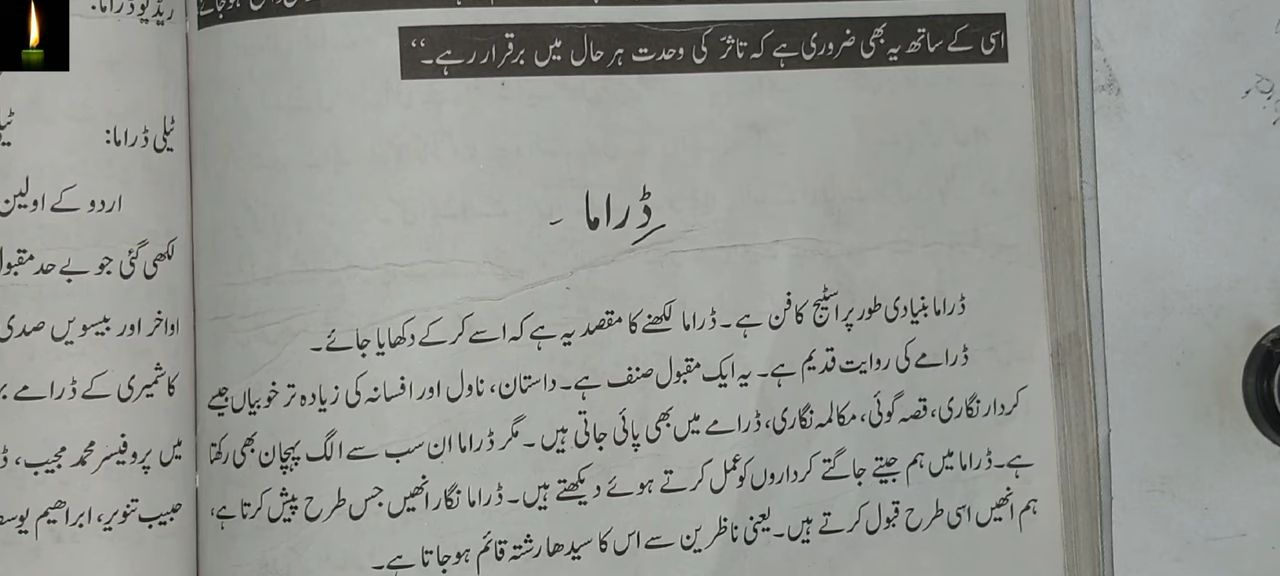 اسی کے ساتھ یہ بھی ضروری ہے کہ تاثر کی وحدت ہر حال میں برقرار رہے۔“
ڈراما ۔
ڈراما بنیادی طور پر اسٹیج کا فن ہے۔ ڈراما لکھنے کا مقصد یہ ہے کہ اسے کر کے دکھایا جائے۔
ڈرامے کی روایت قدیم ہے۔ یہ ایک مقبول صنف ہے۔ داستان، ناول اور افسانہ کی زیادہ تر خوبیاں جیسے
کردار نگاری، قصہ گوئی، مکالمہ نگاری، ڈرامے میں بھی پائی جاتی ہیں۔ مگر ڈراما ان سب سے الگ پہچان بھی رکھتا
ہے۔ ڈراما میں ہم جیتے جاگتے کرداروں کو عمل کرتے ہوئے دیکھتے ہیں۔ ڈراما نگار انھیں جس طرح پیش کرتا ہے،
ہم انھیں اسی طرح قبول کرتے ہیں۔ یعنی ناظرین سے اس کا سیدھا رشتہ قائم ہو جاتا ہے۔
ریڈیو ڈراما:
ٹیلی ڈراما:
اردو کے اولین
لکھی گئی جو بے حد مقبول
اواخر اور بیسویں صدی
کاشمیری کے ڈرامے
میں پروفیسر محمد مجیب،
حبیب تنویر، ابراھیم یوسف